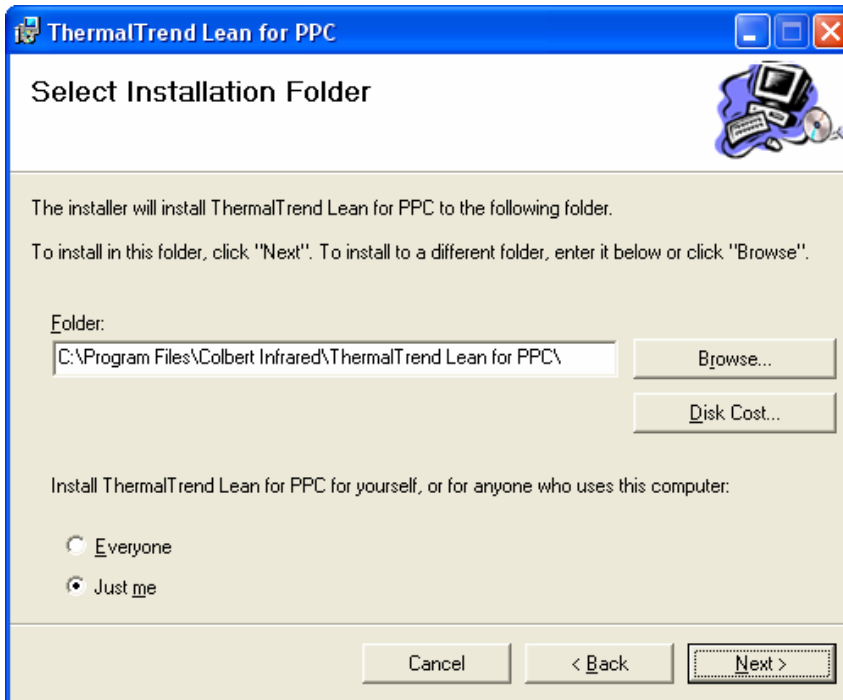 ThermalTrend Lean for PPC
Select Installation Folder
The installer will install ThermalTrend Lean for PPC to the following folder.
To install in this folder, click "Next". To install to a different folder, enter it below or click "Browse".
Folder:
C:\Program Files\Colbert Infrared\ThermalTrend Lean for PPC\
Browse...
Disk Cost...
Install ThermalTrend Lean for PPC for yourself, or for anyone who uses this computer:
Everyone
Just me
Cancel
< Back
Next >